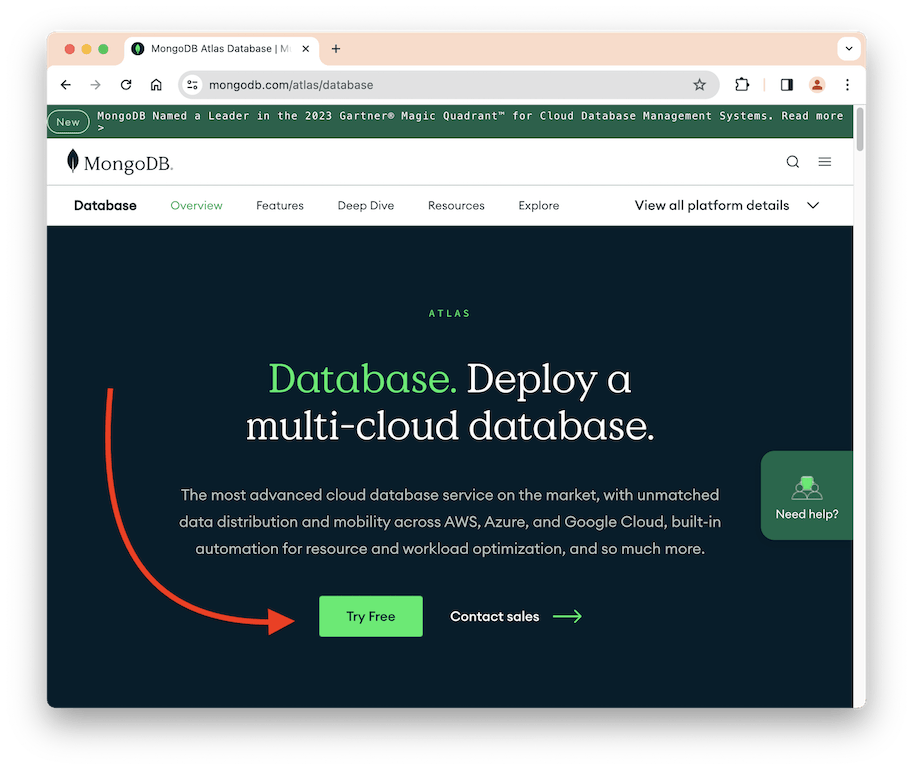 MongoDB Atlas Database | M
mongodb.com/atlas/database
New
MongoDB Named a Leader in the 2023 Gartner® Magic Quadrant™ for Cloud Database Management Systems. Read more
>
MongoDB.
Database Overview Features Deep Dive Resources Explore View all platform details
ATLAS
Database. Deploy a
multi-cloud database.
The most advanced cloud database service on the market, with unmatched
data distribution and mobility across AWS, Azure, and Google Cloud, built-in
automation for resource and workload optimization, and so much more.
Need help?
Try Free Contact sales